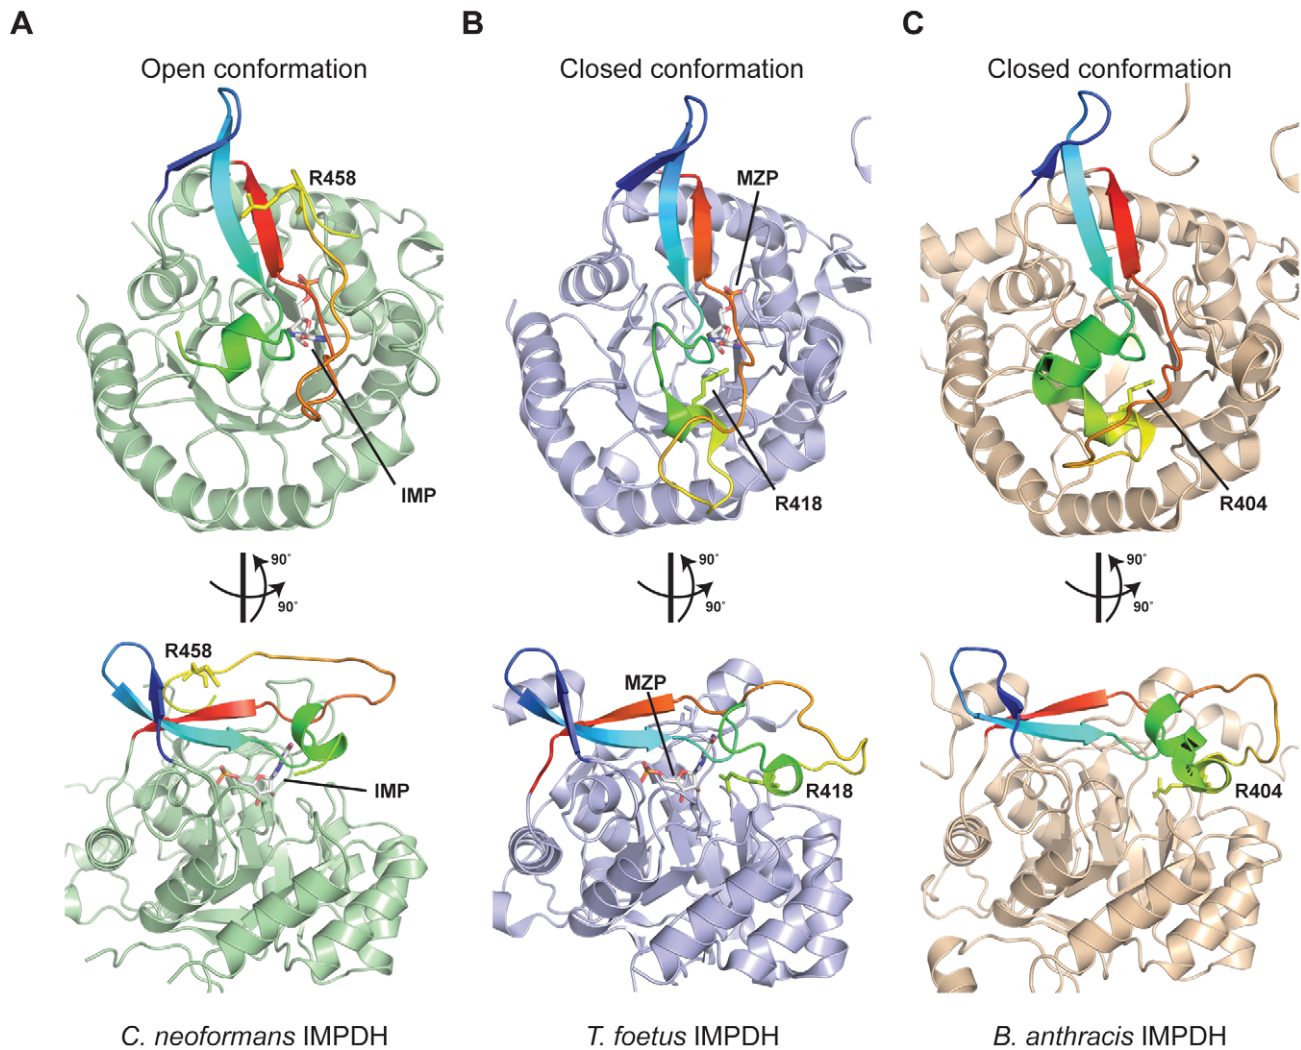 A
B
C
Open conformation
Closed conformation
Closed conformation
R458
MZP
IMP
R418
R404
90°
90°
90°
90°
90°
90°
R458
MZP
IMP
R418
R404
C. neoformans IMPDH
T. foetus IMPDH
B. anthracis IMPDH